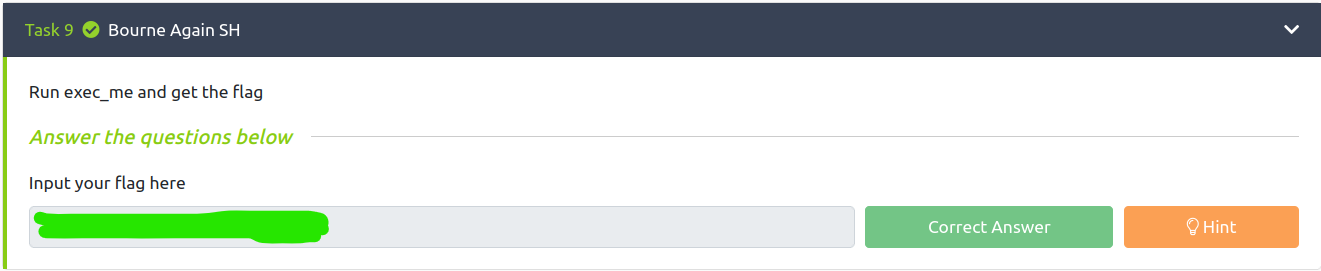 Task 9 Bourne Again SH
Run exec_me and get the flag
Answer the questions below
Input your flag here
Correct Answer Hint